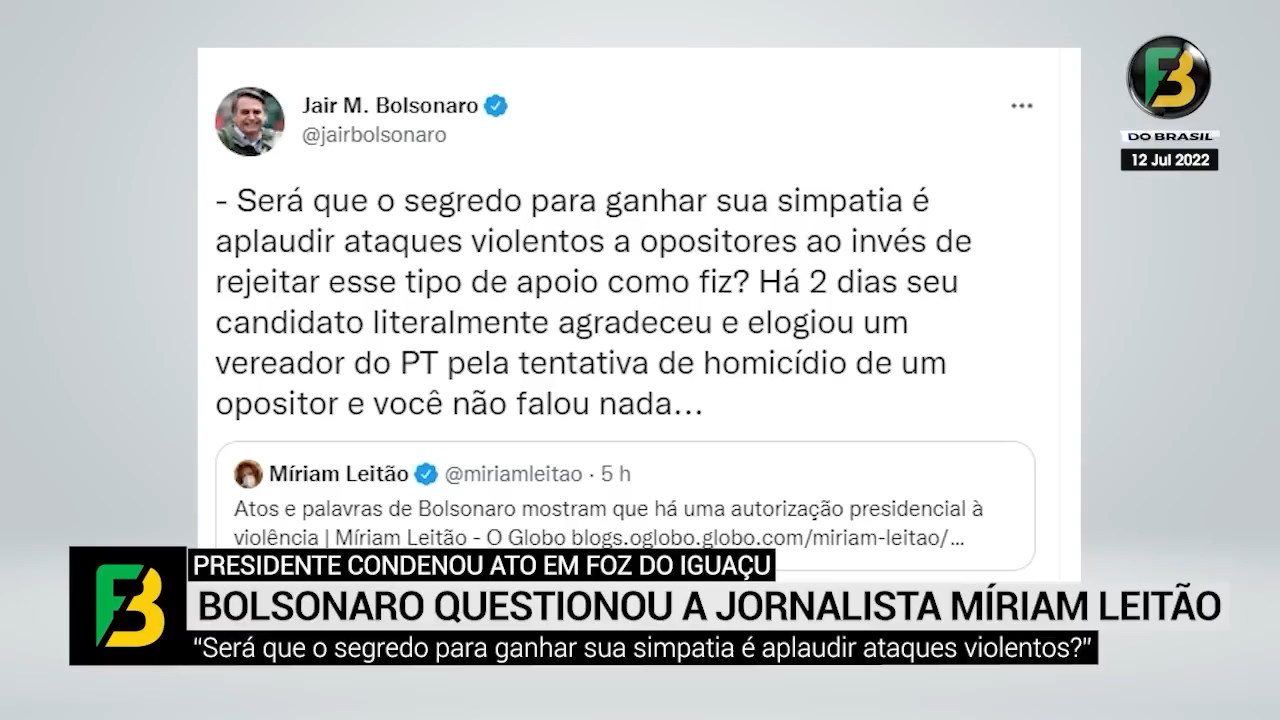 Jair M. Bolsonaro
@jairbolsonaro
- Será que o segredo para ganhar sua simpatia é
aplaudir ataques violentos a opositores ao invés de
rejeitar esse tipo de apoio como fiz? Há 2 dias seu
candidato literalmente agradeceu e elogiou um
vereador do PT pela tentativa de homicídio de um
opositor e você não falou nada...
Míriam Leitão @miriamleitao · 5 h
Atos e palavras de Bolsonaro mostram que há uma autorização presidencial à
violência | Míriam Leitão - O Globo blogs.oglobo.globo.com/miriam-leitao/...
FB
DO BRASIL
12 Jul 2022
FB
PRESIDENTE CONDENOU ATO EM FOZ DO IGUAÇU
BOLSONARO QUESTIONOU A JORNALISTA MÍRIAM LEITÃO
“Será que o segredo para ganhar sua simpatia é aplaudir ataques violentos?”